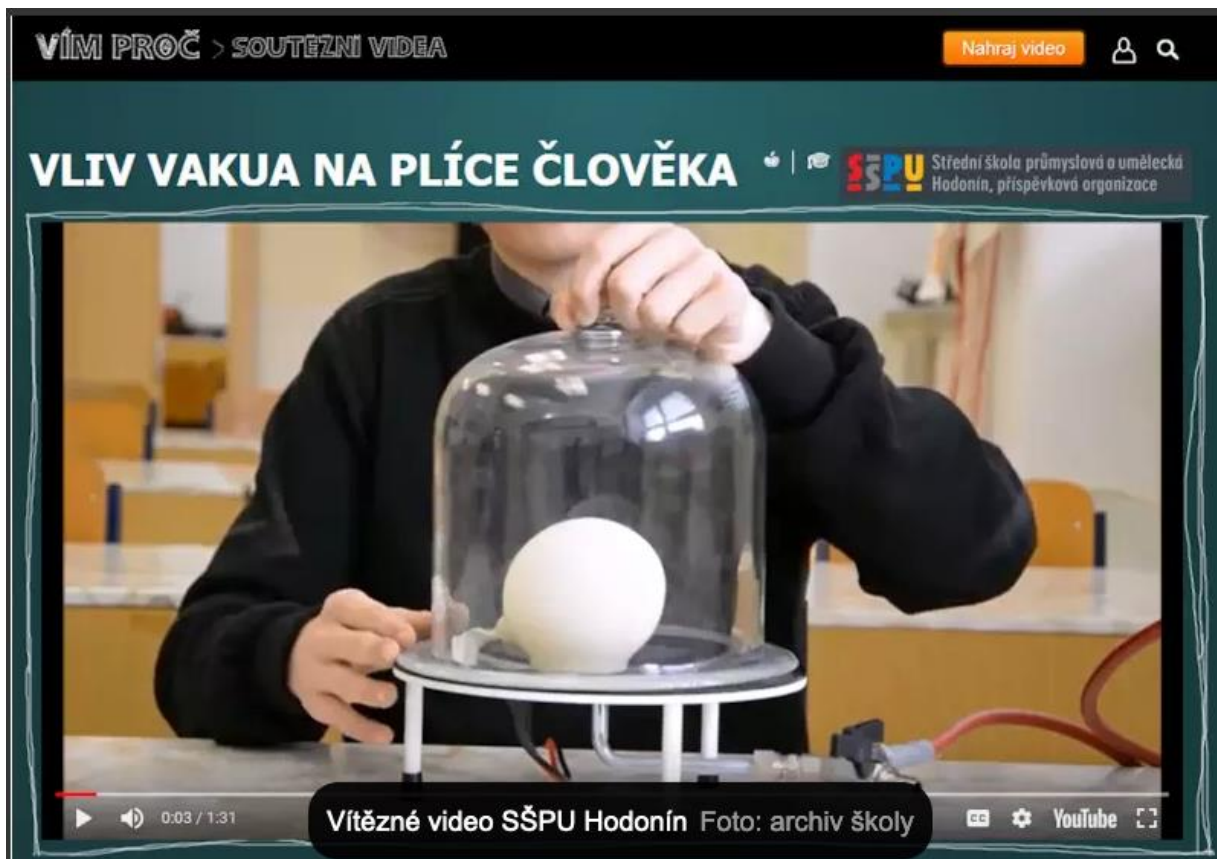 VÍM PROČ > SOUTĚŽNÍ VIDEA
Nahraj video
VLIV VAKUA NA PLÍCE ČLOVĚKA
SŠPU
Střední škola průmyslová a umělecká
Hodonín, příspěvková organizace
0:03 / 1:31
Vítězné video SŠPU Hodonín Foto: archiv školy
CC
YouTube